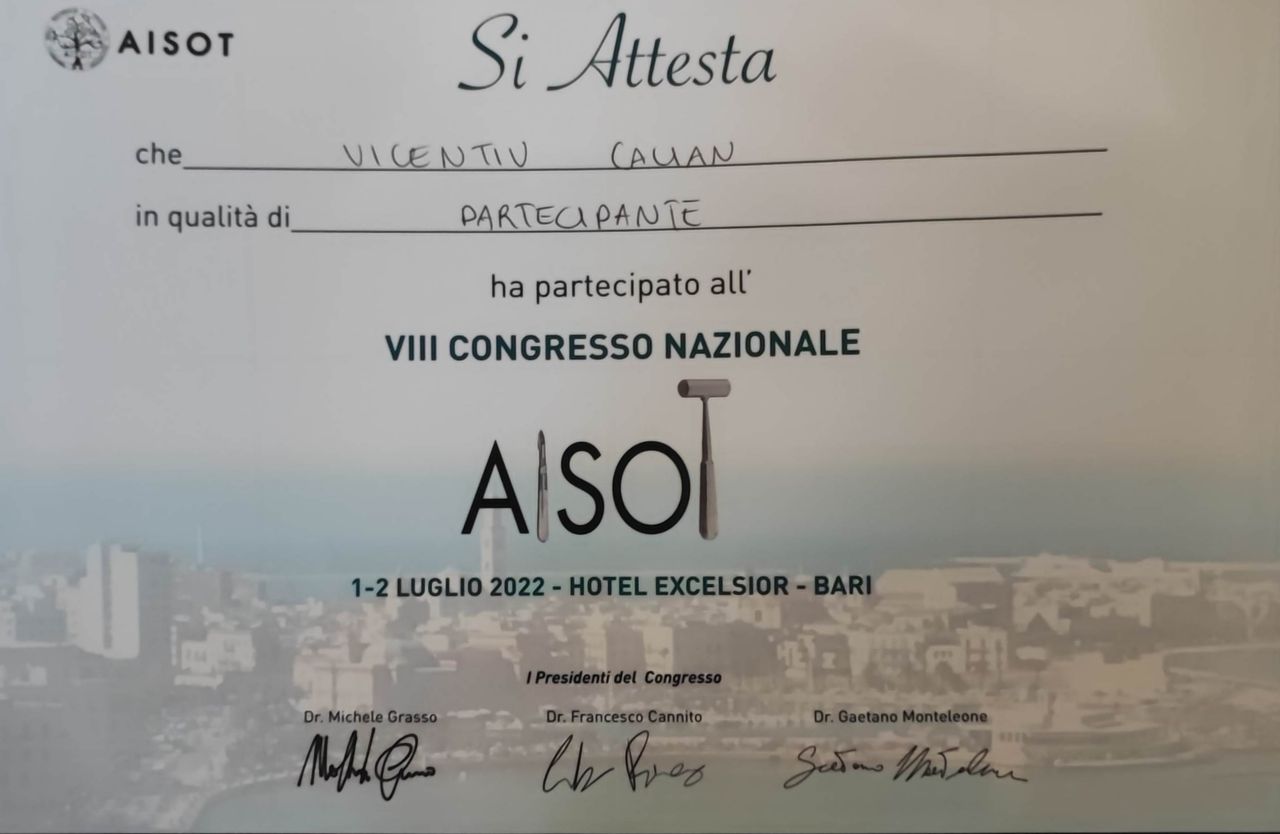 AISOT
Si Attesta
che VICENTIU CALIAN
in qualità di PARTECIPANTE
ha partecipato all'
VIII CONGRESSO NAZIONALE
AISOT
1-2 LUGLIO 2022 - HOTEL EXCELSIOR - BARI
I Presidenti del Congresso
Dr. Michele Grasso Dr. Francesco Cannito Dr. Gaetano Monteleone